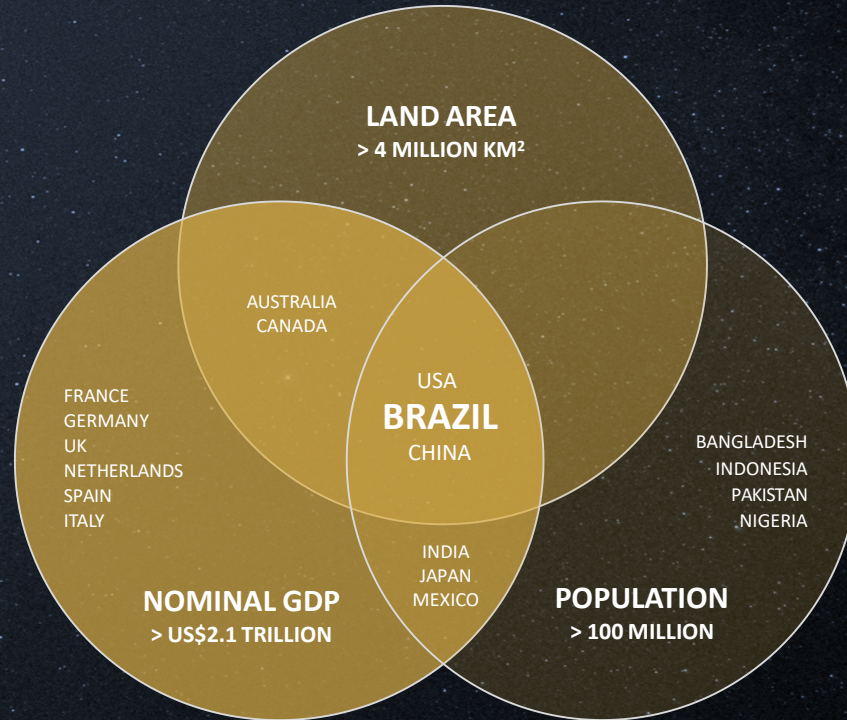 LAND AREA
> 4 MILLION KM²
AUSTRALIA
CANADA
USA
BRAZIL
CHINA
FRANCE
GERMANY
UK
NETHERLANDS
SPAIN
ITALY
BANGLADESH
INDONESIA
PAKISTAN
NIGERIA
INDIA
JAPAN
MEXICO
NOMINAL GDP
> US$2.1 TRILLION
POPULATION
> 100 MILLION